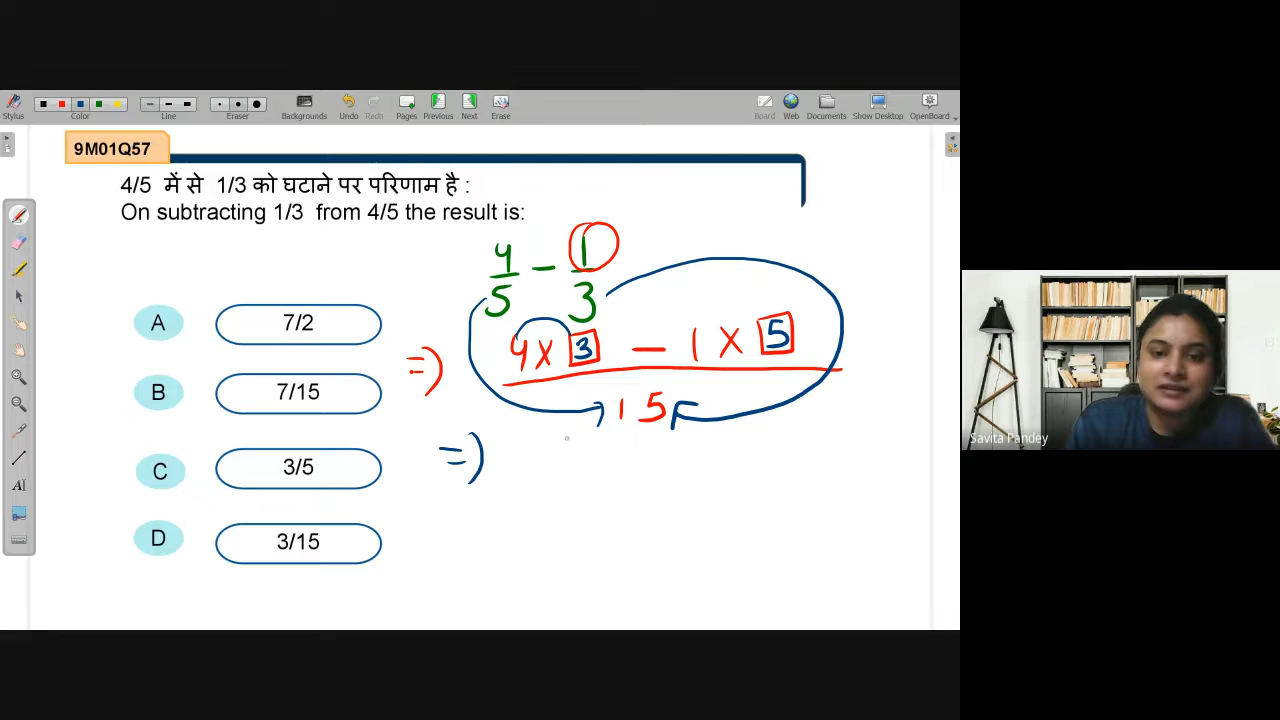 Stylus Color Line Eraser Backgrounds Undo Redo Pages Previous Next Erase Board Web Documents Show Desktop OpenBoard
9M01Q57
4/5 में से 1/3 को घटाने पर परिणाम है :
On subtracting 1/3 from 4/5 the result is:
4/5 − 1/3
A 7/2
=) 4 × 3 − 1 × 5
15
B 7/15
=)
C 3/5
D 3/15
AI
Savita Pandey